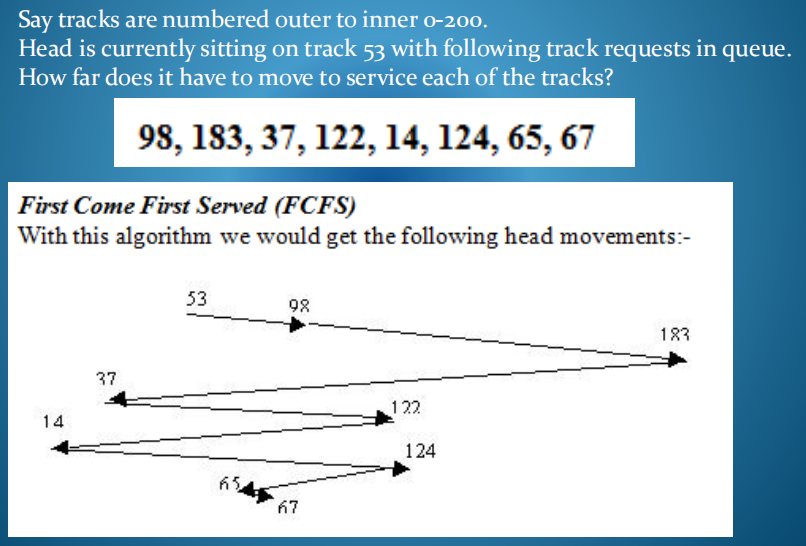 Say tracks are numbered outer to inner 0-200.
Head is currently sitting on track 53 with following track requests in queue.
How far does it have to move to service each of the tracks?
98, 183, 37, 122, 14, 124, 65, 67
First Come First Served (FCFS)
With this algorithm we would get the following head movements:-
53
98
183
37
122
14
124
65
67